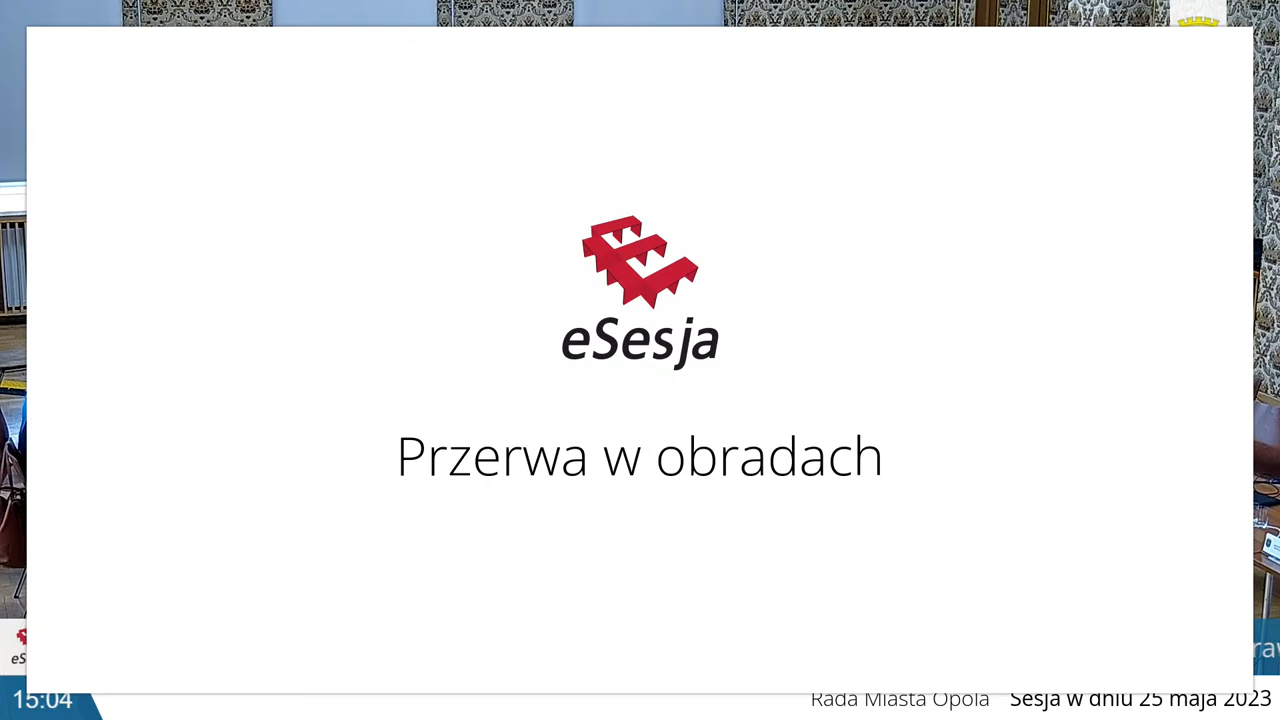 eSesja
Przerwa w obradach
15:04
Rada Miasta Opola
Sesja w dniu 25 maja 2023